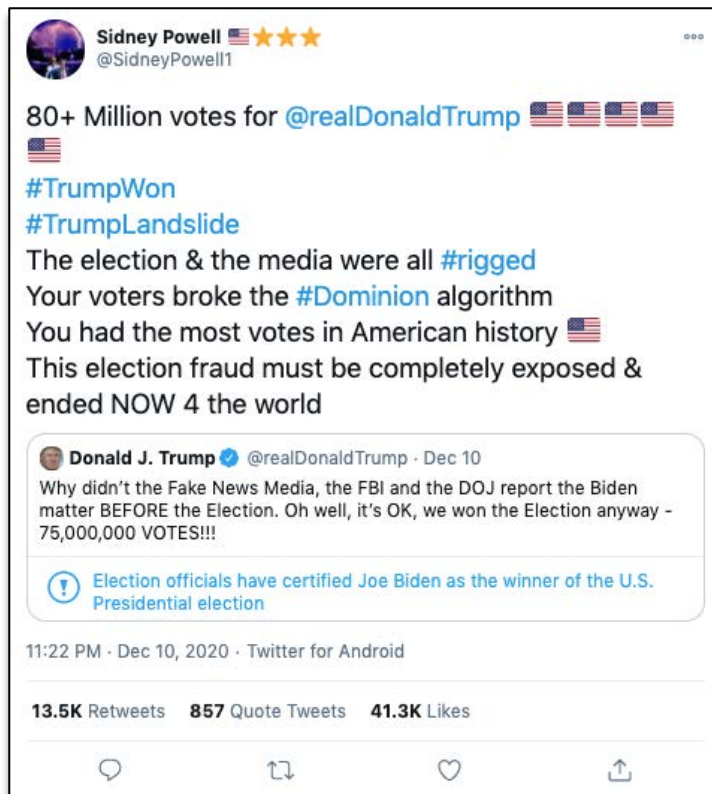 Sidney Powell 🇺🇸⭐⭐⭐
@SidneyPowell1
80+ Million votes for @realDonaldTrump 🇺🇸🇺🇸🇺🇸🇺🇸
🇺🇸
#TrumpWon
#TrumpLandslide
The election & the media were all #rigged
Your voters broke the #Dominion algorithm
You had the most votes in American history 🇺🇸
This election fraud must be completely exposed &
ended NOW 4 the world
Donald J. Trump @realDonaldTrump · Dec 10
Why didn't the Fake News Media, the FBI and the DOJ report the Biden
matter BEFORE the Election. Oh well, it's OK, we won the Election anyway -
75,000,000 VOTES!!!
Election officials have certified Joe Biden as the winner of the U.S.
Presidential election
11:22 PM · Dec 10, 2020 · Twitter for Android
13.5K Retweets 857 Quote Tweets 41.3K Likes